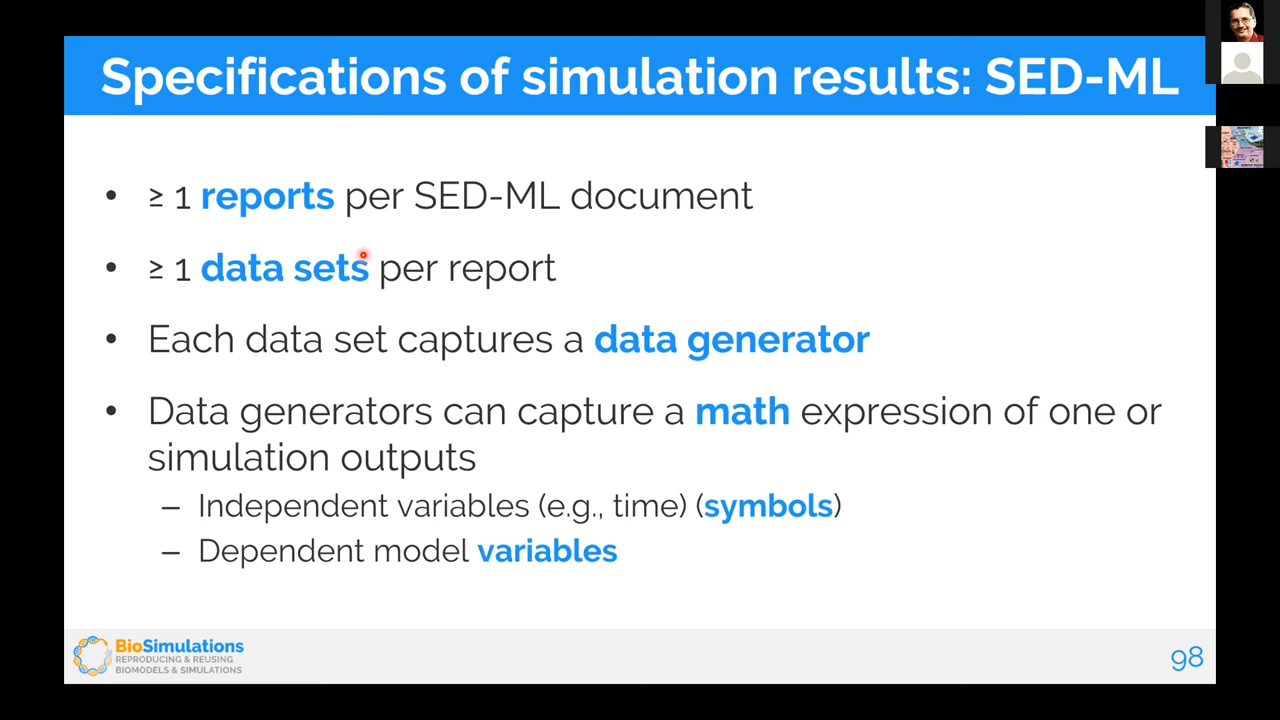 Specifications of simulation results: SED-ML
• ≥ 1 reports per SED-ML document
• ≥ 1 data sets per report
• Each data set captures a data generator
• Data generators can capture a math expression of one or
simulation outputs
– Independent variables (e.g., time) (symbols)
– Dependent model variables
BioSimulations
REPRODUCING & REUSING
BIOMODELS & SIMULATIONS
98